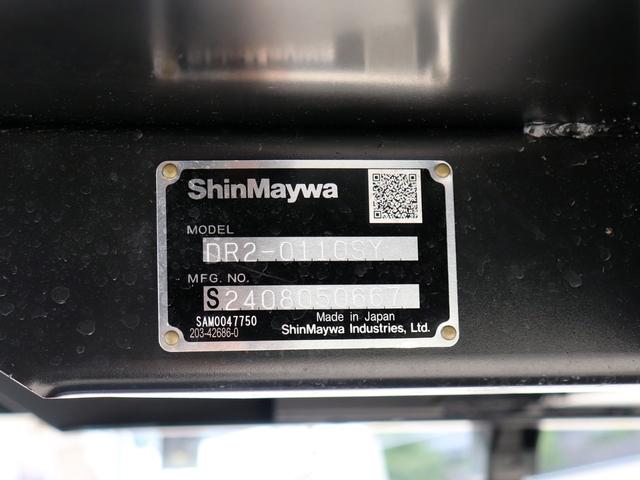 ShinMaywa
MODEL
DR2-0110SY
MFG. NO.
S2408050667
SAM0047750
Made in Japan
203-42686-0
ShinMaywa Industries, Ltd.